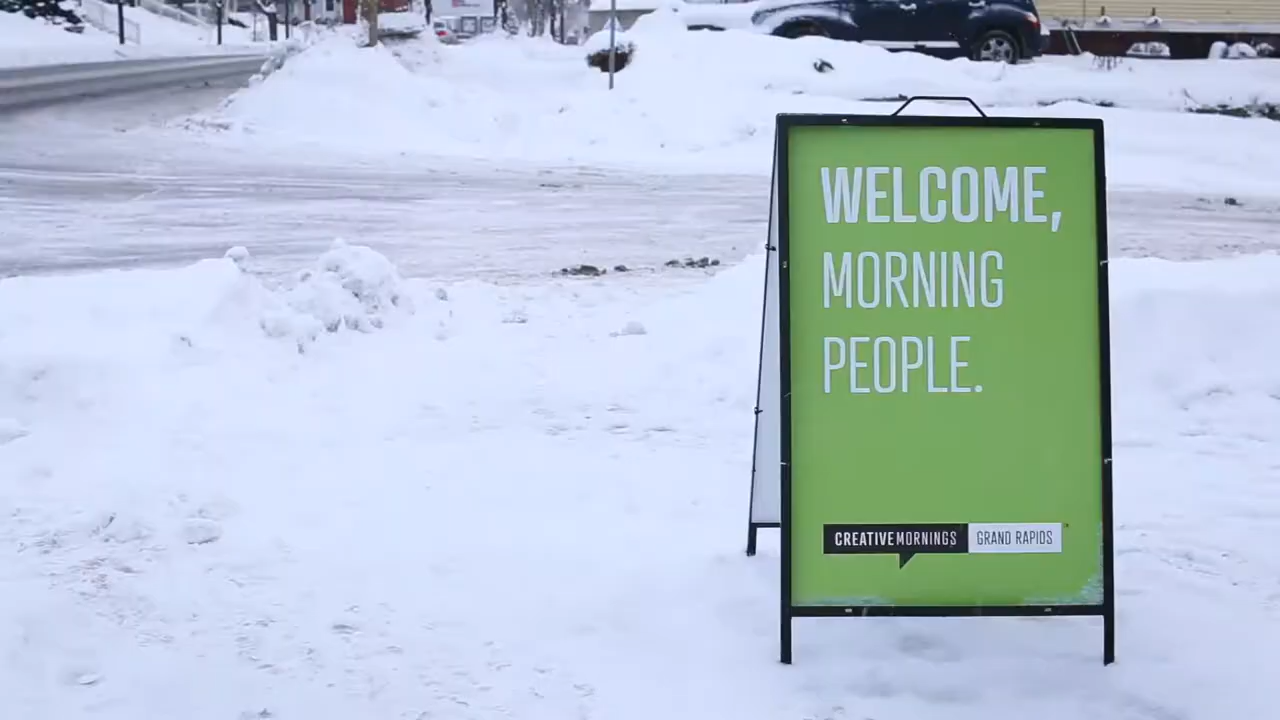 WELCOME,
MORNING
PEOPLE.
CREATIVEMORNINGS GRAND RAPIDS